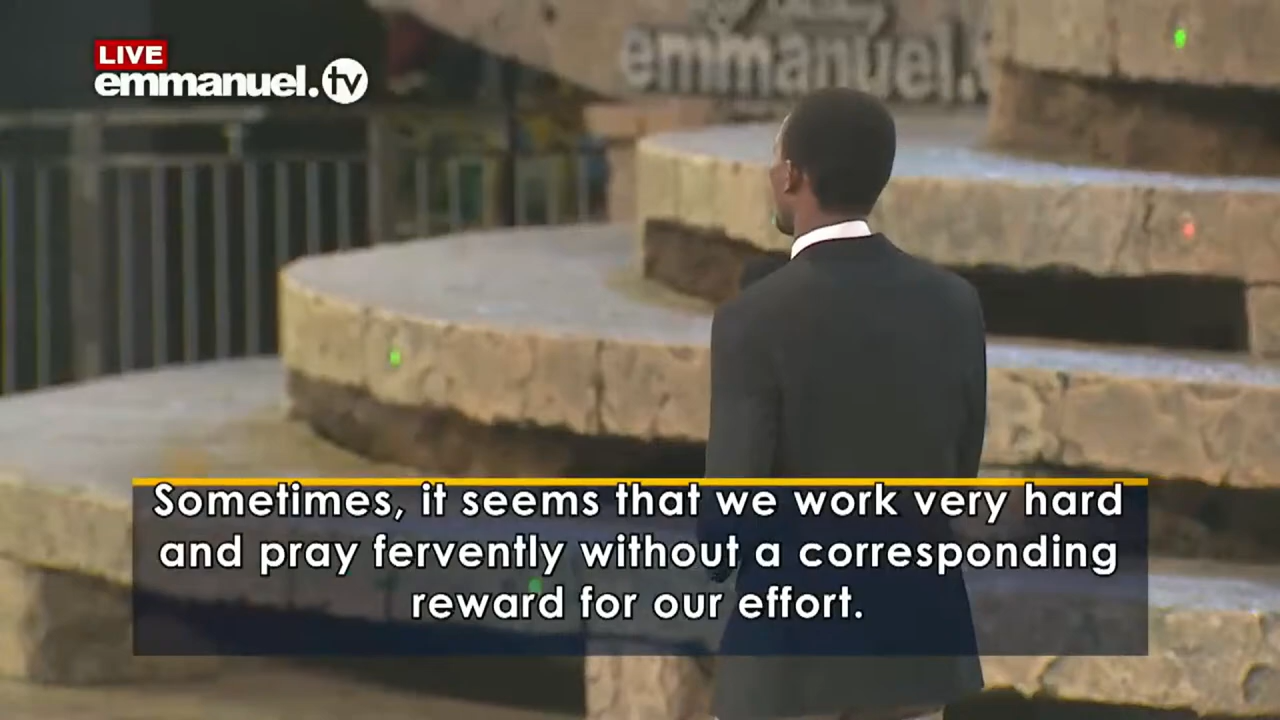 LIVE
emmanuel.tv
emmanuel.
Sometimes, it seems that we work very hard
and pray fervently without a corresponding
reward for our effort.